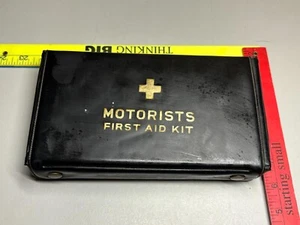 THINKING BIG
MOTORISTS
FIRST AID KIT
starting small